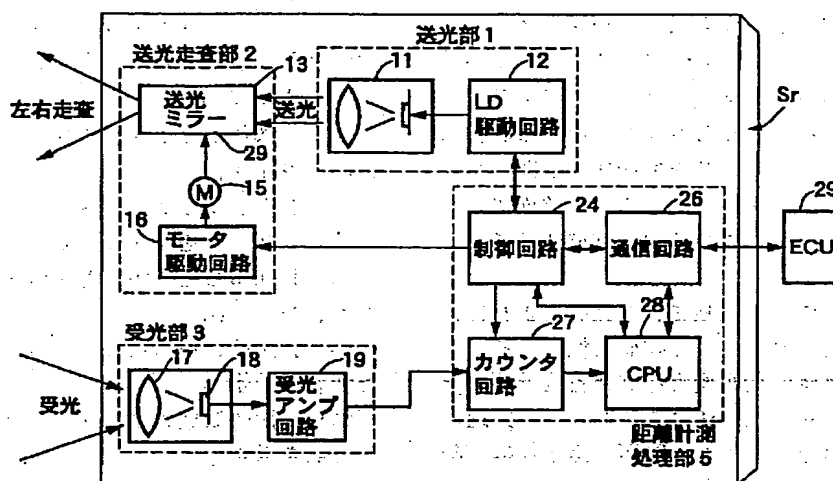 送光走査部 2
13
送光
ミラー
29
左右走査
M
15
16
モータ
駆動回路
送光部 1
11
12
送光
LD
駆動回路
Sr
24
制御回路
26
通信回路
29
ECU
27
カウンタ
回路
28
CPU
距離計測
処理部 5
受光部 3
17
18
19
受光
アンプ
回路
受光